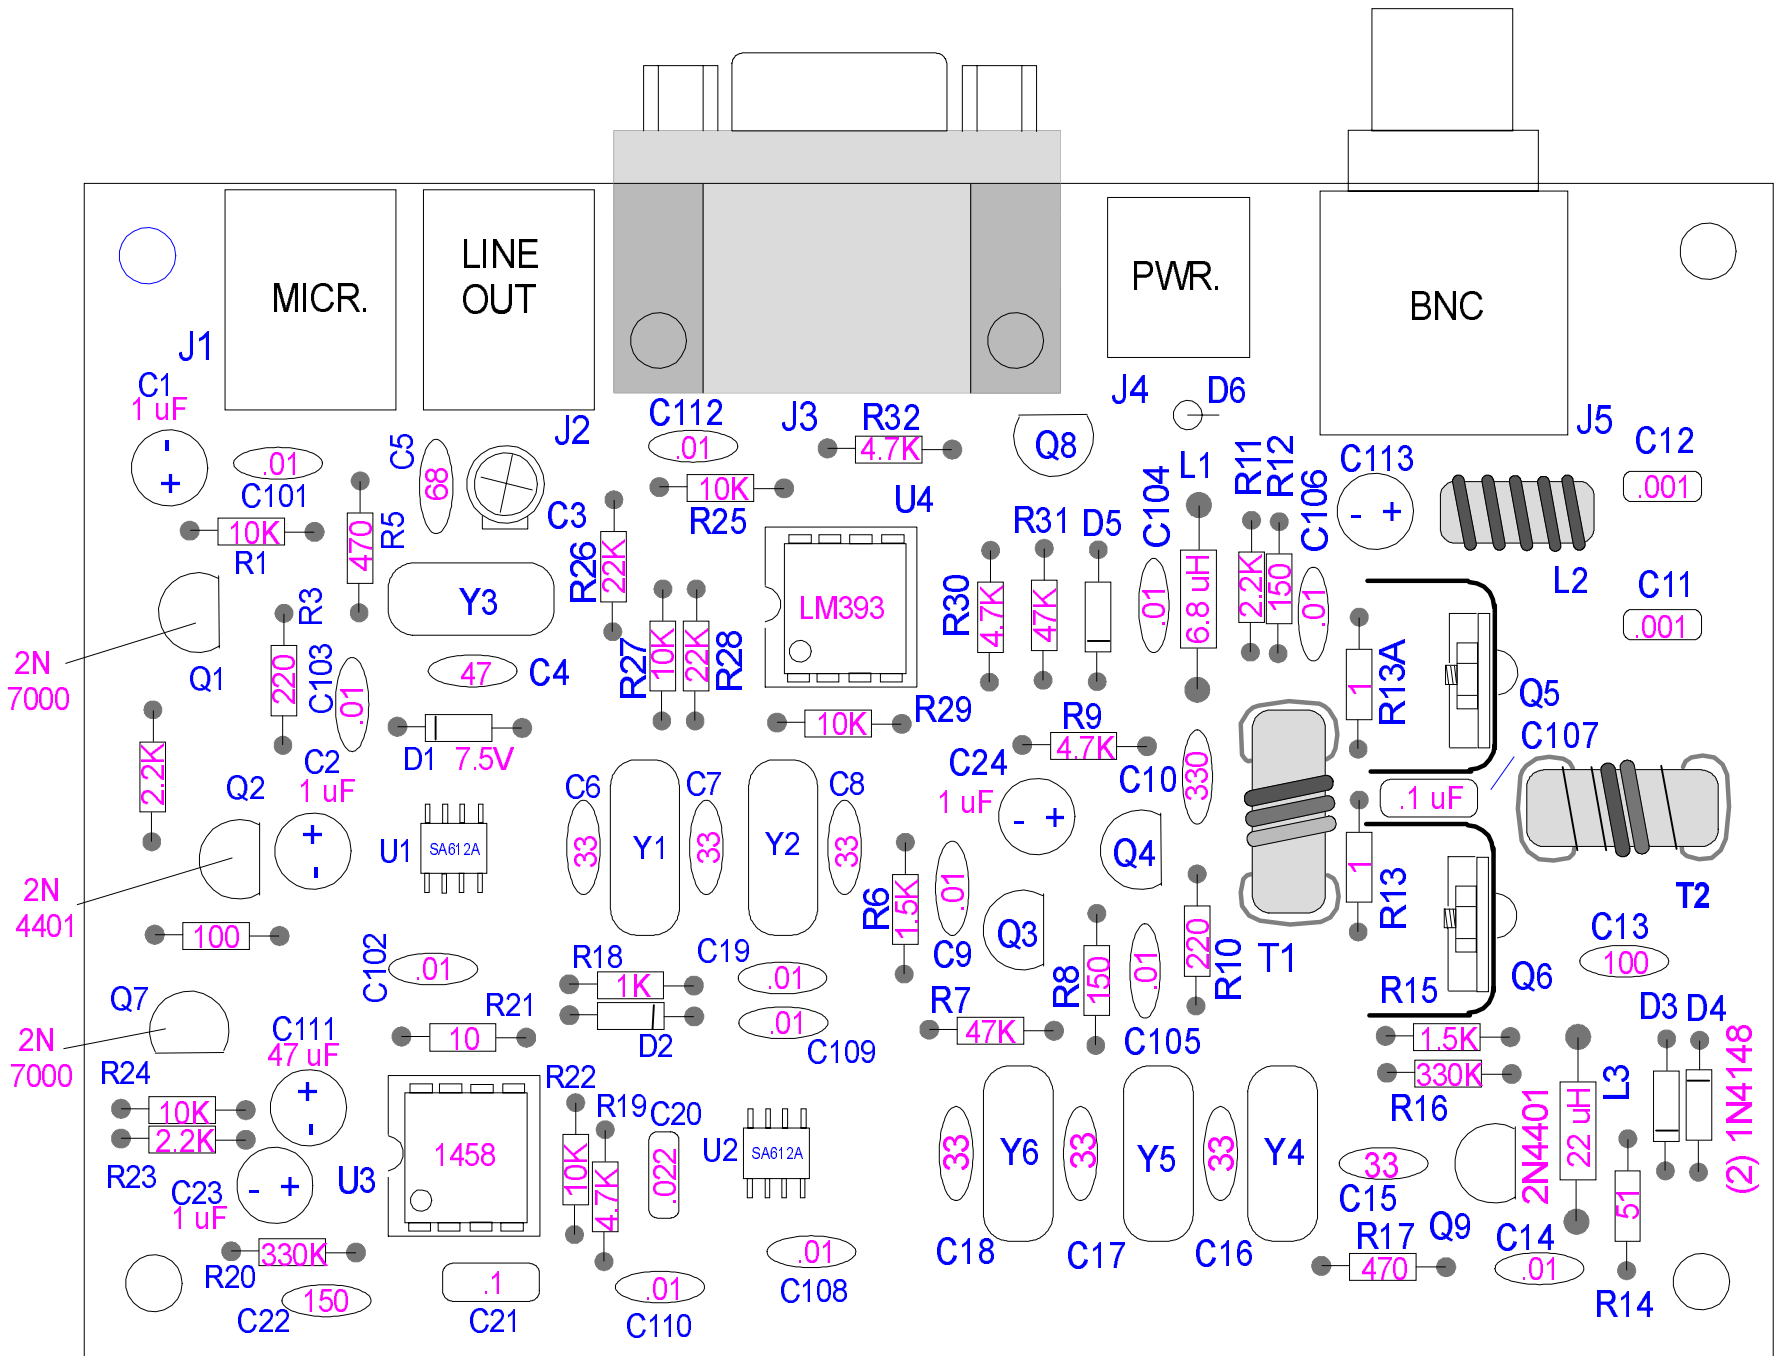 MICR.
LINE
OUT
PWR.
BNC
J1
C1
1 uF
-
+
.01
C101
10K
R1
C5
68
470
R5
J2
C3
C112
.01
10K
R25
J3
R32
4.7K
U4
Q8
J4
D6
J5
C12
.001
C113
- +
L1
6.8 uH
C104
.01
R11
2.2K
R12
150
C106
.01
L2
C11
.001
2N
7000
Q1
R3
220
C103
.01
Y3
47
C4
D1
7.5V
R26
22K
R27
10K
22K
R28
LM393
10K
R29
R30
4.7K
R31
47K
D5
R9
4.7K
1
R13A
Q5
C107
.1 uF
2.2K
Q2
C2
1 uF
+
-
U1
SA612A
C6
33
Y1
C7
33
Y2
C8
33
C24
1 uF
- +
C10
330
Q4
T1
1
R13
T2
2N
4401
100
C102
.01
R18
1K
D2
C19
.01
.01
C109
R6
1.5K
.01
C9
Q3
R7
47K
R8
150
.01
C105
220
R10
R15
1.5K
330K
R16
Q6
C13
100
D3
D4
(2) 1N4148
Q7
2N
7000
C111
47 uF
+
-
R21
10
R24
10K
2.2K
R23
C23
1 uF
- +
U3
1458
R22
10K
R19
4.7K
C20
.022
U2
SA612A
33
C18
Y6
33
C17
Y5
33
C16
Y4
33
C15
2N4401
Q9
22 uH
L3
51
R14
R17
470
C14
.01
330K
R20
C22
150
.1
C21
.01
C110
.01
C108